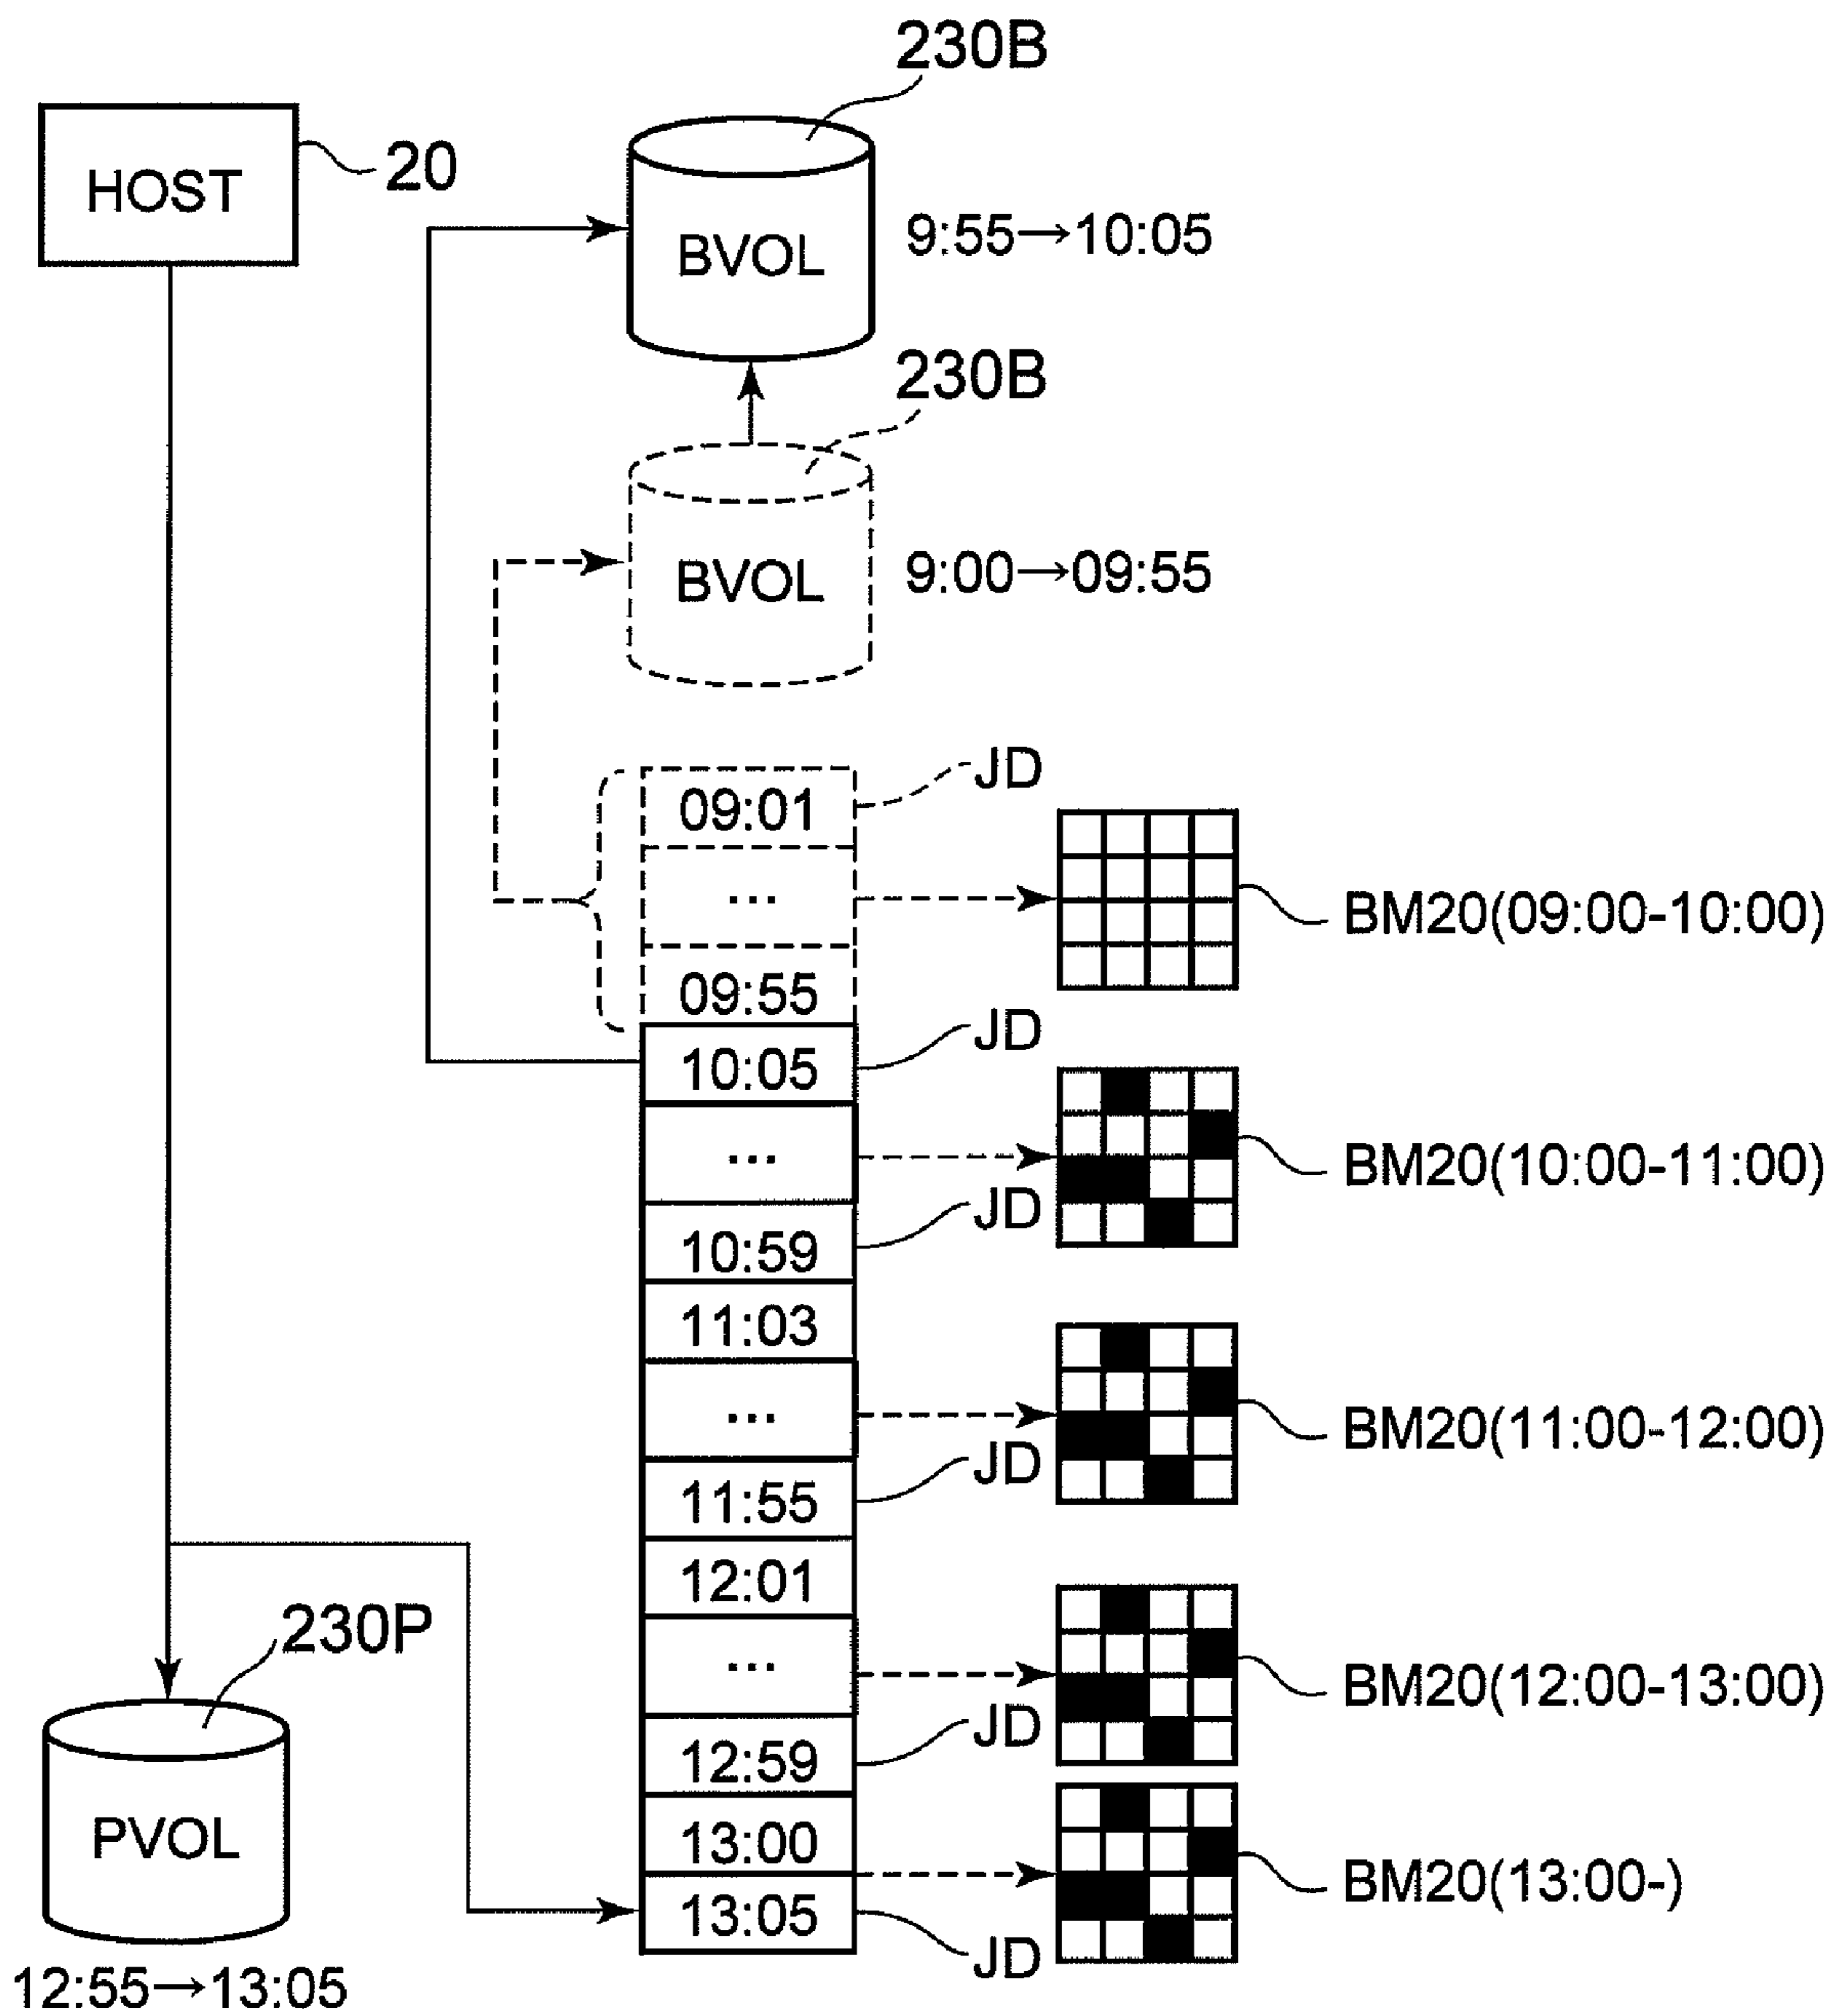 230B
HOST
20
BVOL
9:55→10:05
230B
BVOL
9:00→09:55
JD
09:01
...
BM20(09:00-10:00)
09:55
JD
10:05
...
BM20(10:00-11:00)
JD
10:59
11:03
...
BM20(11:00-12:00)
JD
11:55
12:01
230P
...
BM20(12:00-13:00)
JD
12:59
PVOL
13:00
BM20(13:00-)
13:05
JD
12:55→13:05